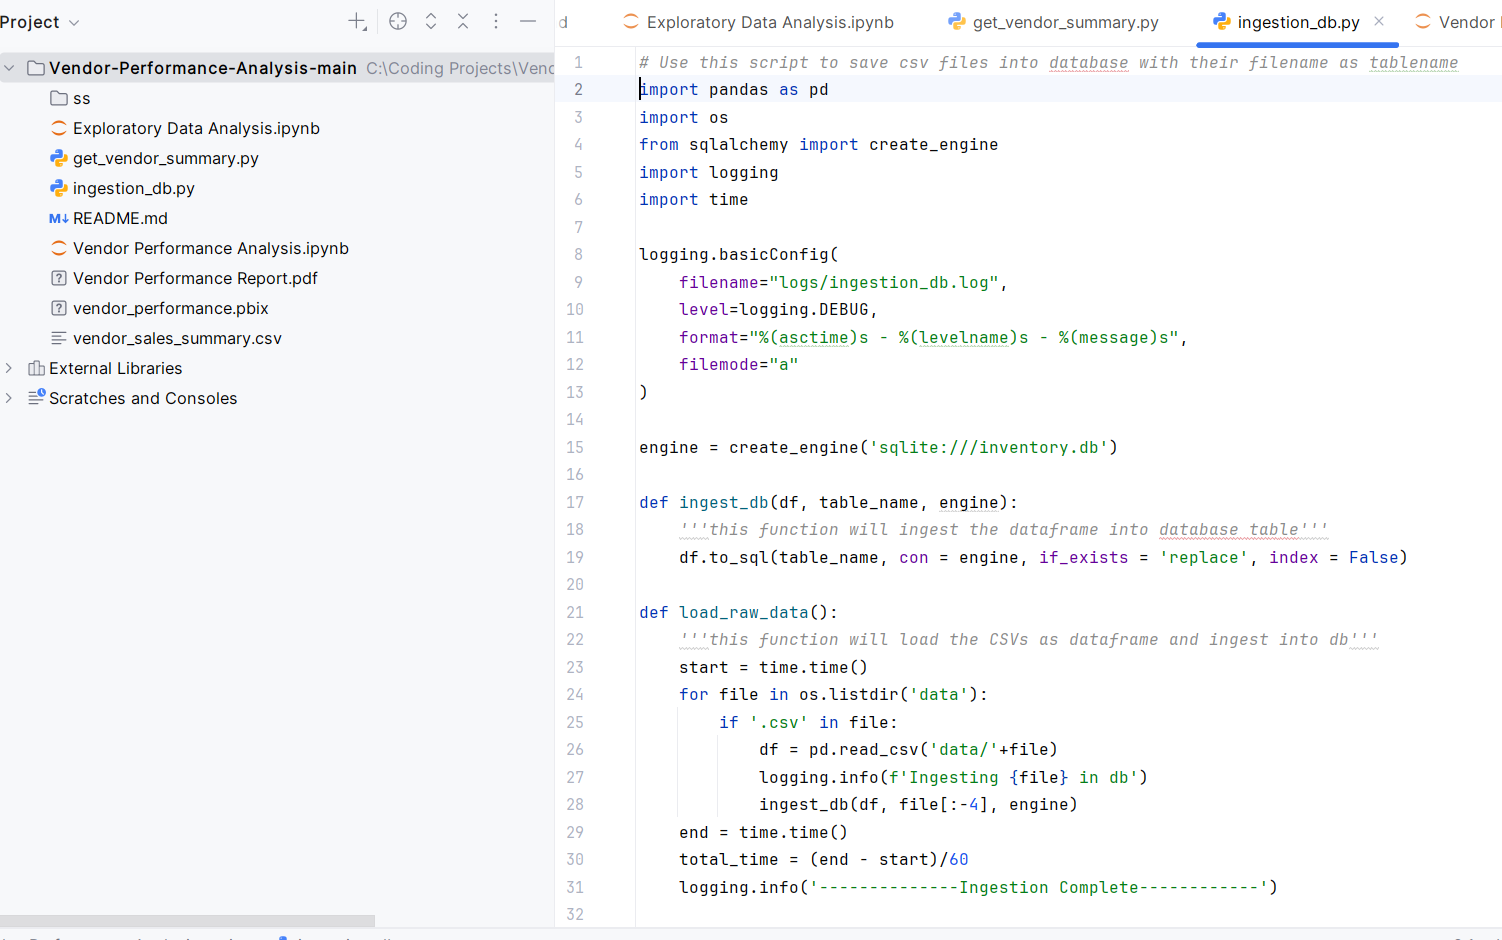 Project
d
Exploratory Data Analysis.ipynb
get_vendor_summary.py
ingestion_db.py
Vendor
Vendor-Performance-Analysis-main C:\Coding Projects\Venc
ss
Exploratory Data Analysis.ipynb
get_vendor_summary.py
ingestion_db.py
M↓ README.md
Vendor Performance Analysis.ipynb
Vendor Performance Report.pdf
vendor_performance.pbix
vendor_sales_summary.csv
External Libraries
Scratches and Consoles
1 # Use this script to save csv files into database with their filename as tablename
2 import pandas as pd
3 import os
4 from sqlalchemy import create_engine
5 import logging
6 import time
7
8 logging.basicConfig(
9     filename="logs/ingestion_db.log",
10     level=logging.DEBUG,
11     format="%(asctime)s - %(levelname)s - %(message)s",
12     filemode="a"
13 )
14
15 engine = create_engine('sqlite:///inventory.db')
16
17 def ingest_db(df, table_name, engine):
18     '''this function will ingest the dataframe into database table'''
19     df.to_sql(table_name, con = engine, if_exists = 'replace', index = False)
20
21 def load_raw_data():
22     '''this function will load the CSVs as dataframe and ingest into db'''
23     start = time.time()
24     for file in os.listdir('data'):
25         if '.csv' in file:
26             df = pd.read_csv('data/'+file)
27             logging.info(f'Ingesting {file} in db')
28             ingest_db(df, file[:-4], engine)
29     end = time.time()
30     total_time = (end - start)/60
31     logging.info('--------------Ingestion Complete------------')
32